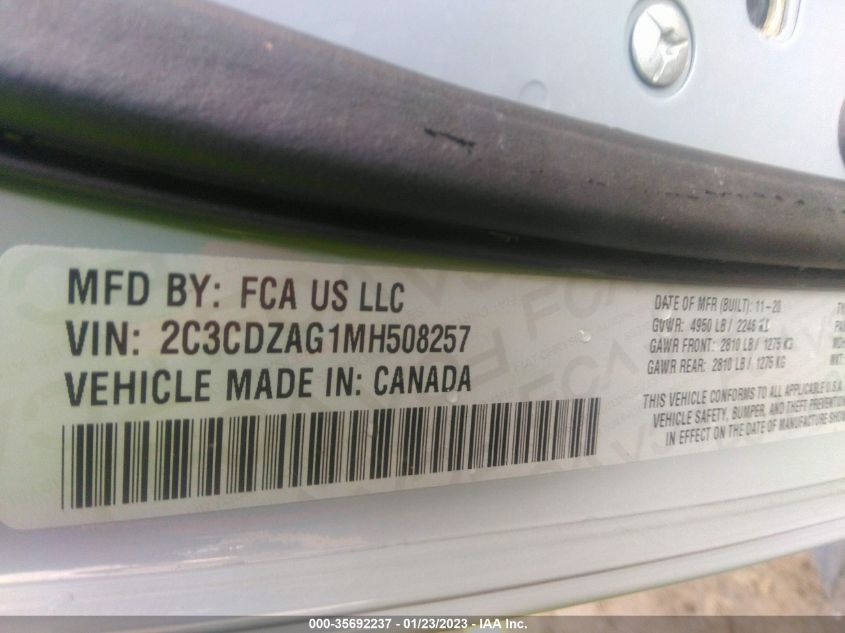 MFD BY: FCA US LLC
VIN: 2C3CDZAG1MH508257
VEHICLE MADE IN: CANADA
DATE OF MFR (BUILT): 11-20
GVWR: 4950 LB / 2246 KG
GAWR FRONT: 2810 LB / 1275 KG
GAWR REAR: 2810 LB / 1275 KG
THIS VEHICLE CONFORMS TO ALL APPLICABLE U.S.A.
VEHICLE SAFETY, BUMPER, AND THEFT PREVENTION
IN EFFECT ON THE DATE OF MANUFACTURE SHOW
000-35692237 - 01/23/2023 - IAA Inc.